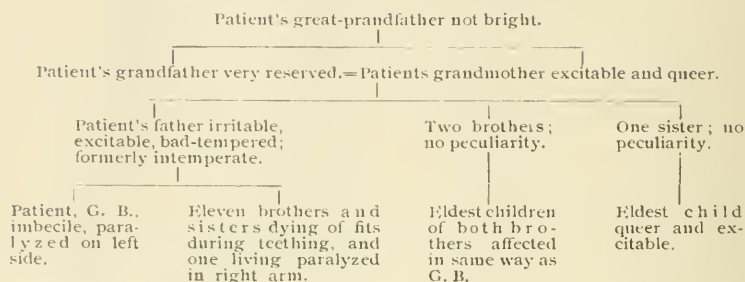 Patient's great-prandfather not bright.
Patient's grandfather very reserved.=Patients grandmother excitable and queer.
Patient's father irritable,
excitable, bad-tempered;
formerly intemperate.
Two brothers;
no peculiarity.
One sister; no
peculiarity.
Patient, G. B.,
imbecile, para-
lyzed on left
side.
Eleven brothers and
sisters dying of fits
during teething, and
one living paralyzed
in right arm.
Eldest children
of both bro-
thers affected
in same way as
G. B.
Eldest child
queer and ex-
citable.